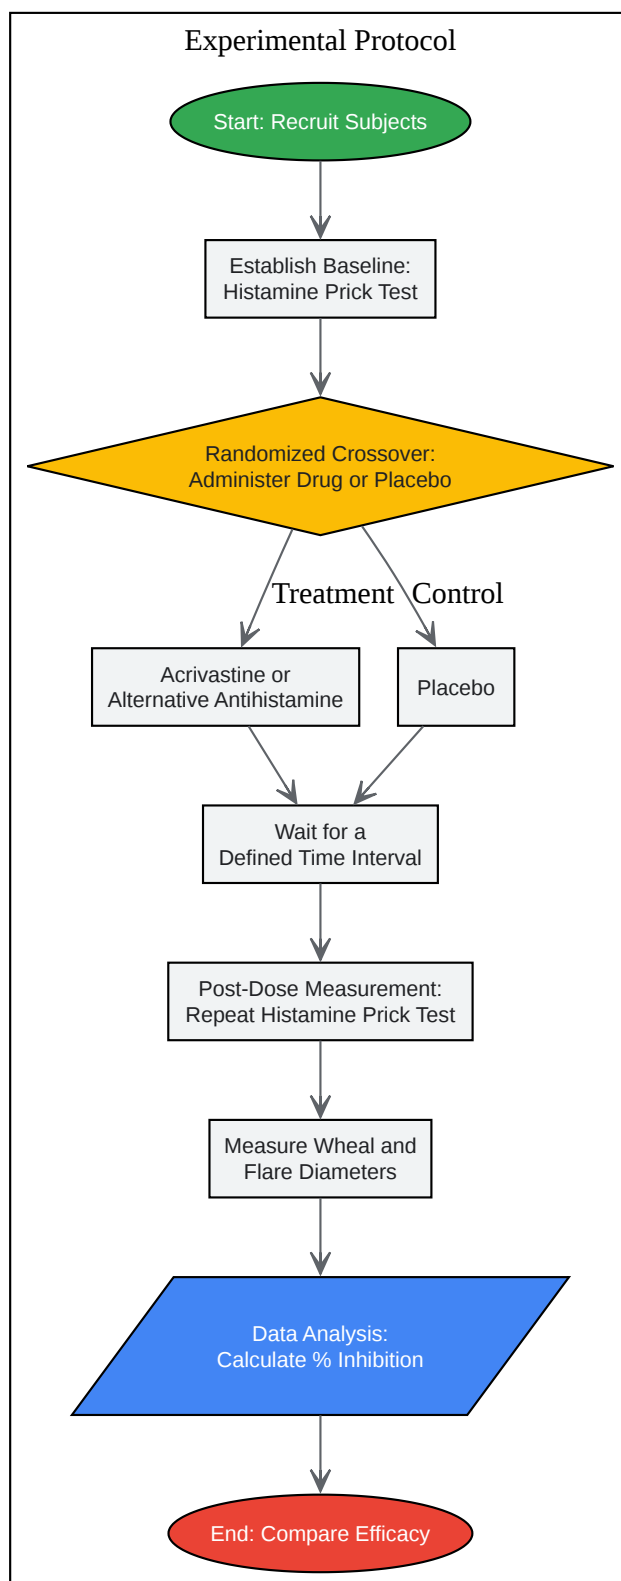 Experimental Protocol
Start: Recruit Subjects
Establish Baseline:
Histamine Prick Test
Randomized Crossover:
Administer Drug or Placebo
Treatment
Control
Acrivastine or
Alternative Antihistamine
Placebo
Wait for a
Defined Time Interval
Post-Dose Measurement:
Repeat Histamine Prick Test
Measure Wheal and
Flare Diameters
Data Analysis:
Calculate % Inhibition
End: Compare Efficacy